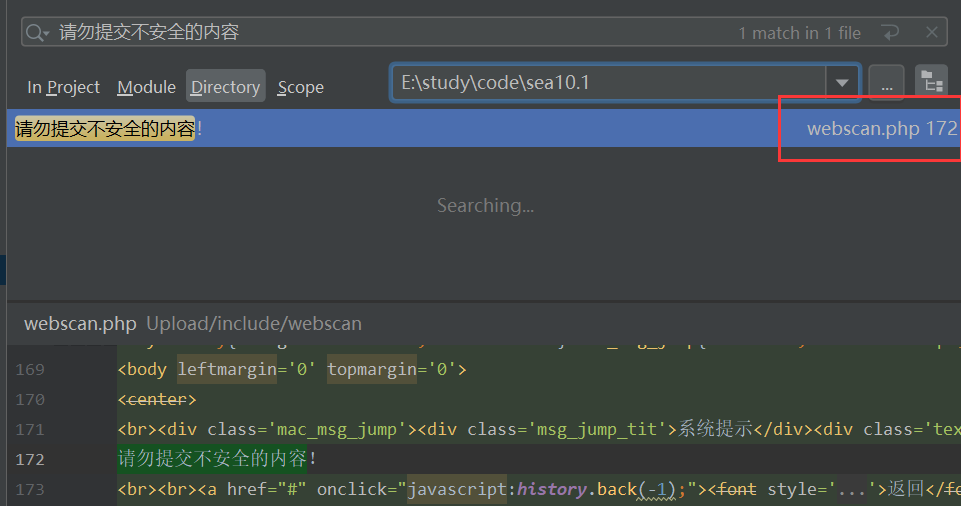 请勿提交不安全的内容
1 match in 1 file
In Project Module Directory Scope
E:\study\code\sea10.1
...
请勿提交不安全的内容!
webscan.php 172
Searching...
webscan.php Upload/include/webscan
169 <body leftmargin='0' topmargin='0'>
170 <center>
171 <br><div class='mac_msg_jump'><div class='msg_jump_tit'>系统提示</div><div class='tex
172 请勿提交不安全的内容!
173 <br><br><a href="#" onclick="javascript:history.back(-1);"><font style='...'>返回</fo